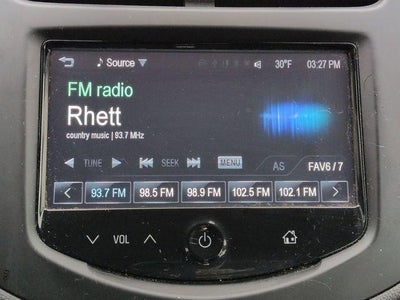 Source 30°F 03:27 PM
FM radio
Rhett
country music | 93.7 MHz
TUNE SEEK MENU AS FAV6 / 7
93.7 FM 98.5 FM 98.9 FM 102.5 FM 102.1 FM
VOL